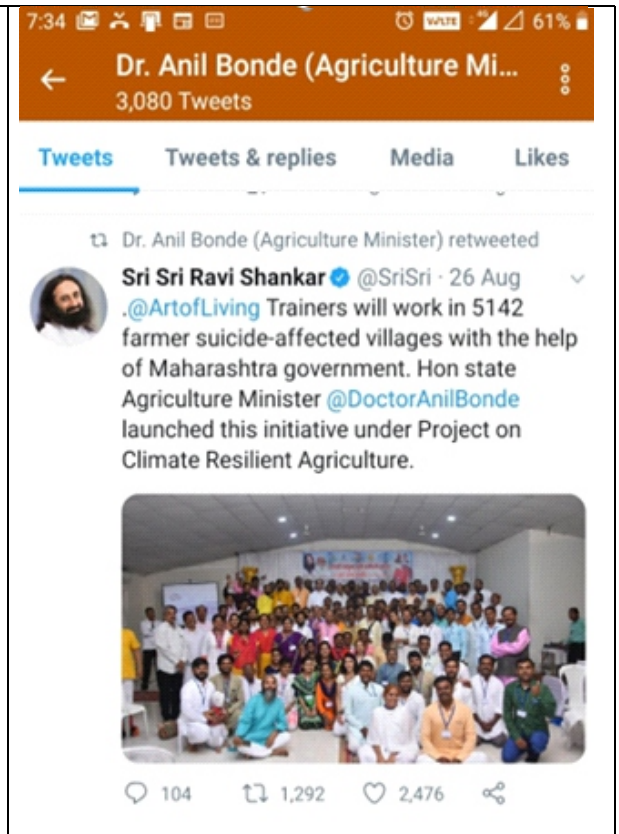 7:34 VoLTE 4G 61%
Dr. Anil Bonde (Agriculture Mi...
3,080 Tweets
Tweets Tweets & replies Media Likes
Dr. Anil Bonde (Agriculture Minister) retweeted
Sri Sri Ravi Shankar @SriSri · 26 Aug
.@ArtofLiving Trainers will work in 5142
farmer suicide-affected villages with the help
of Maharashtra government. Hon state
Agriculture Minister @DoctorAnilBonde
launched this initiative under Project on
Climate Resilient Agriculture.
104 1,292 2,476